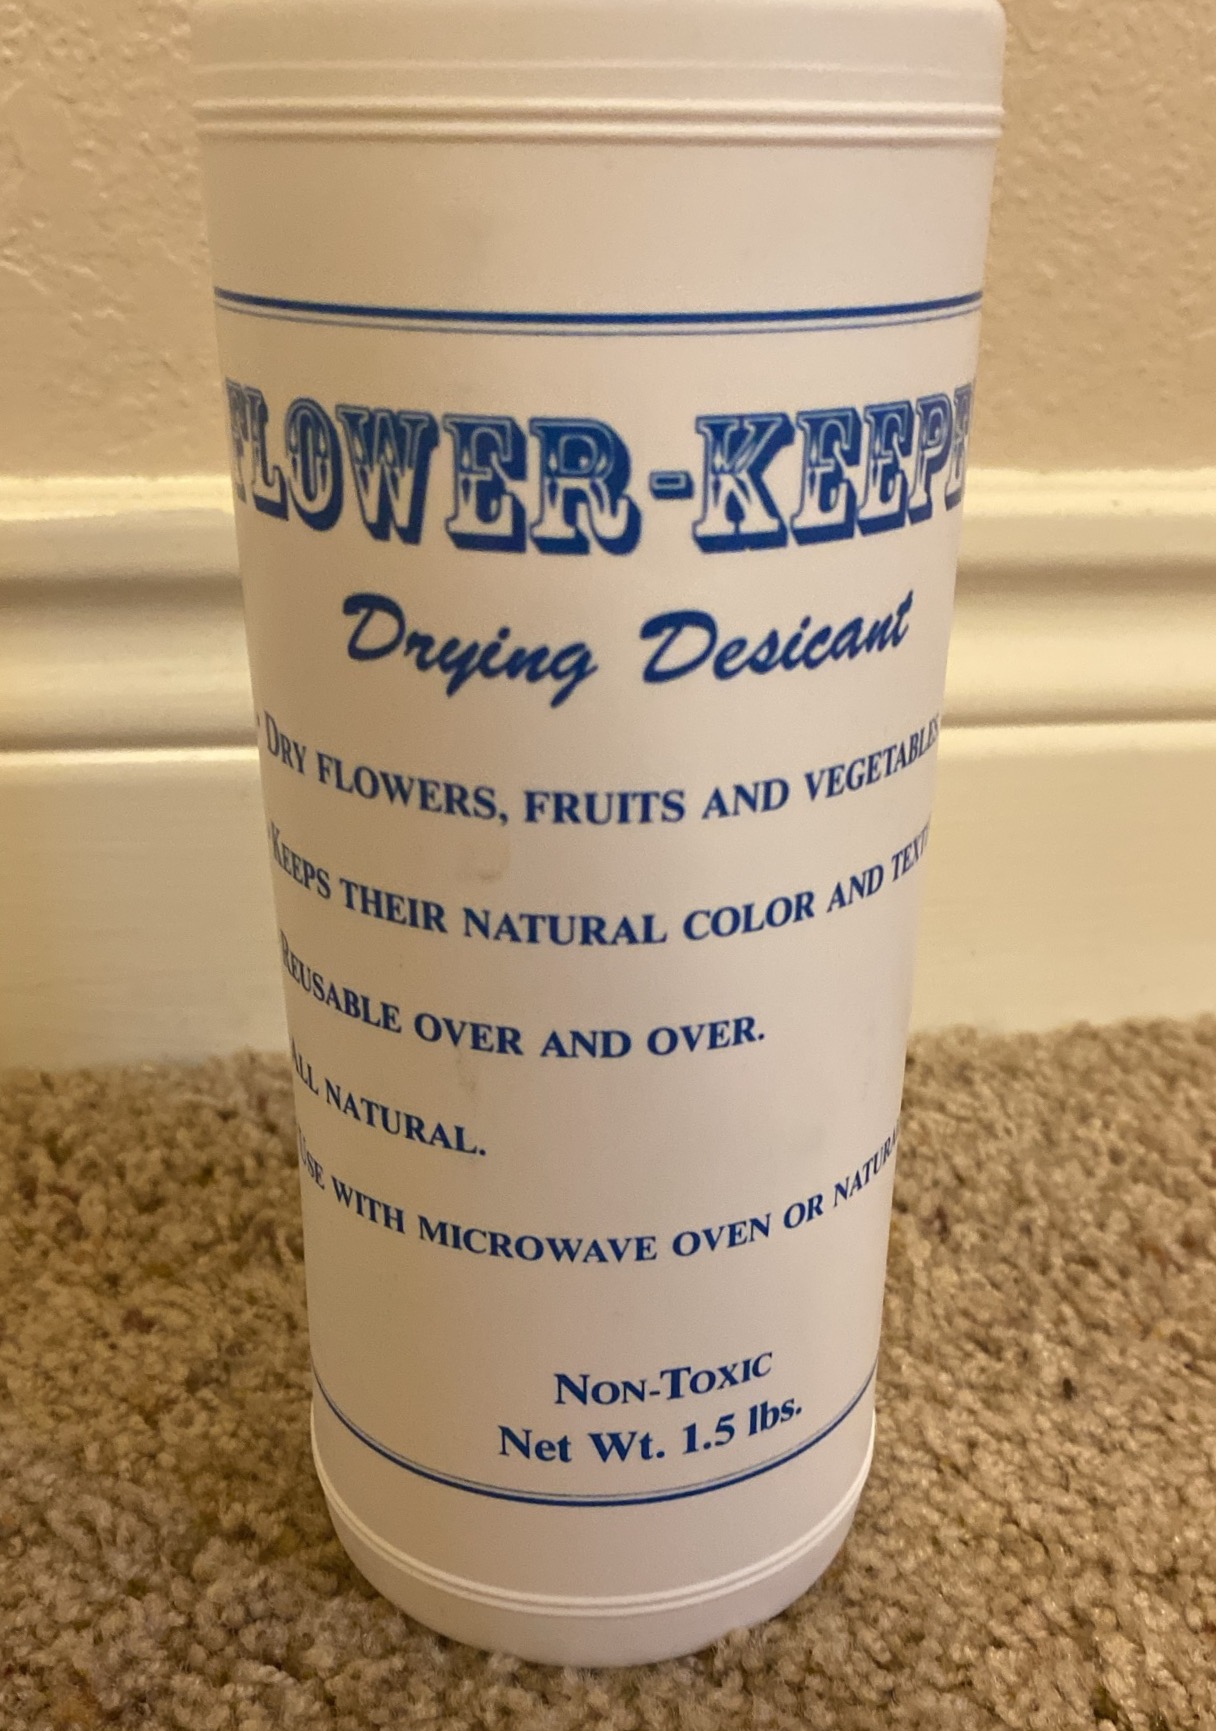 FLOWER-KEEPE
Drying Desicant
· DRY FLOWERS, FRUITS AND VEGETABLES
· KEEPS THEIR NATURAL COLOR AND TEXT
REUSABLE OVER AND OVER.
ALL NATURAL.
USE WITH MICROWAVE OVEN OR NATURA
NON-TOXIC
Net Wt. 1.5 lbs.